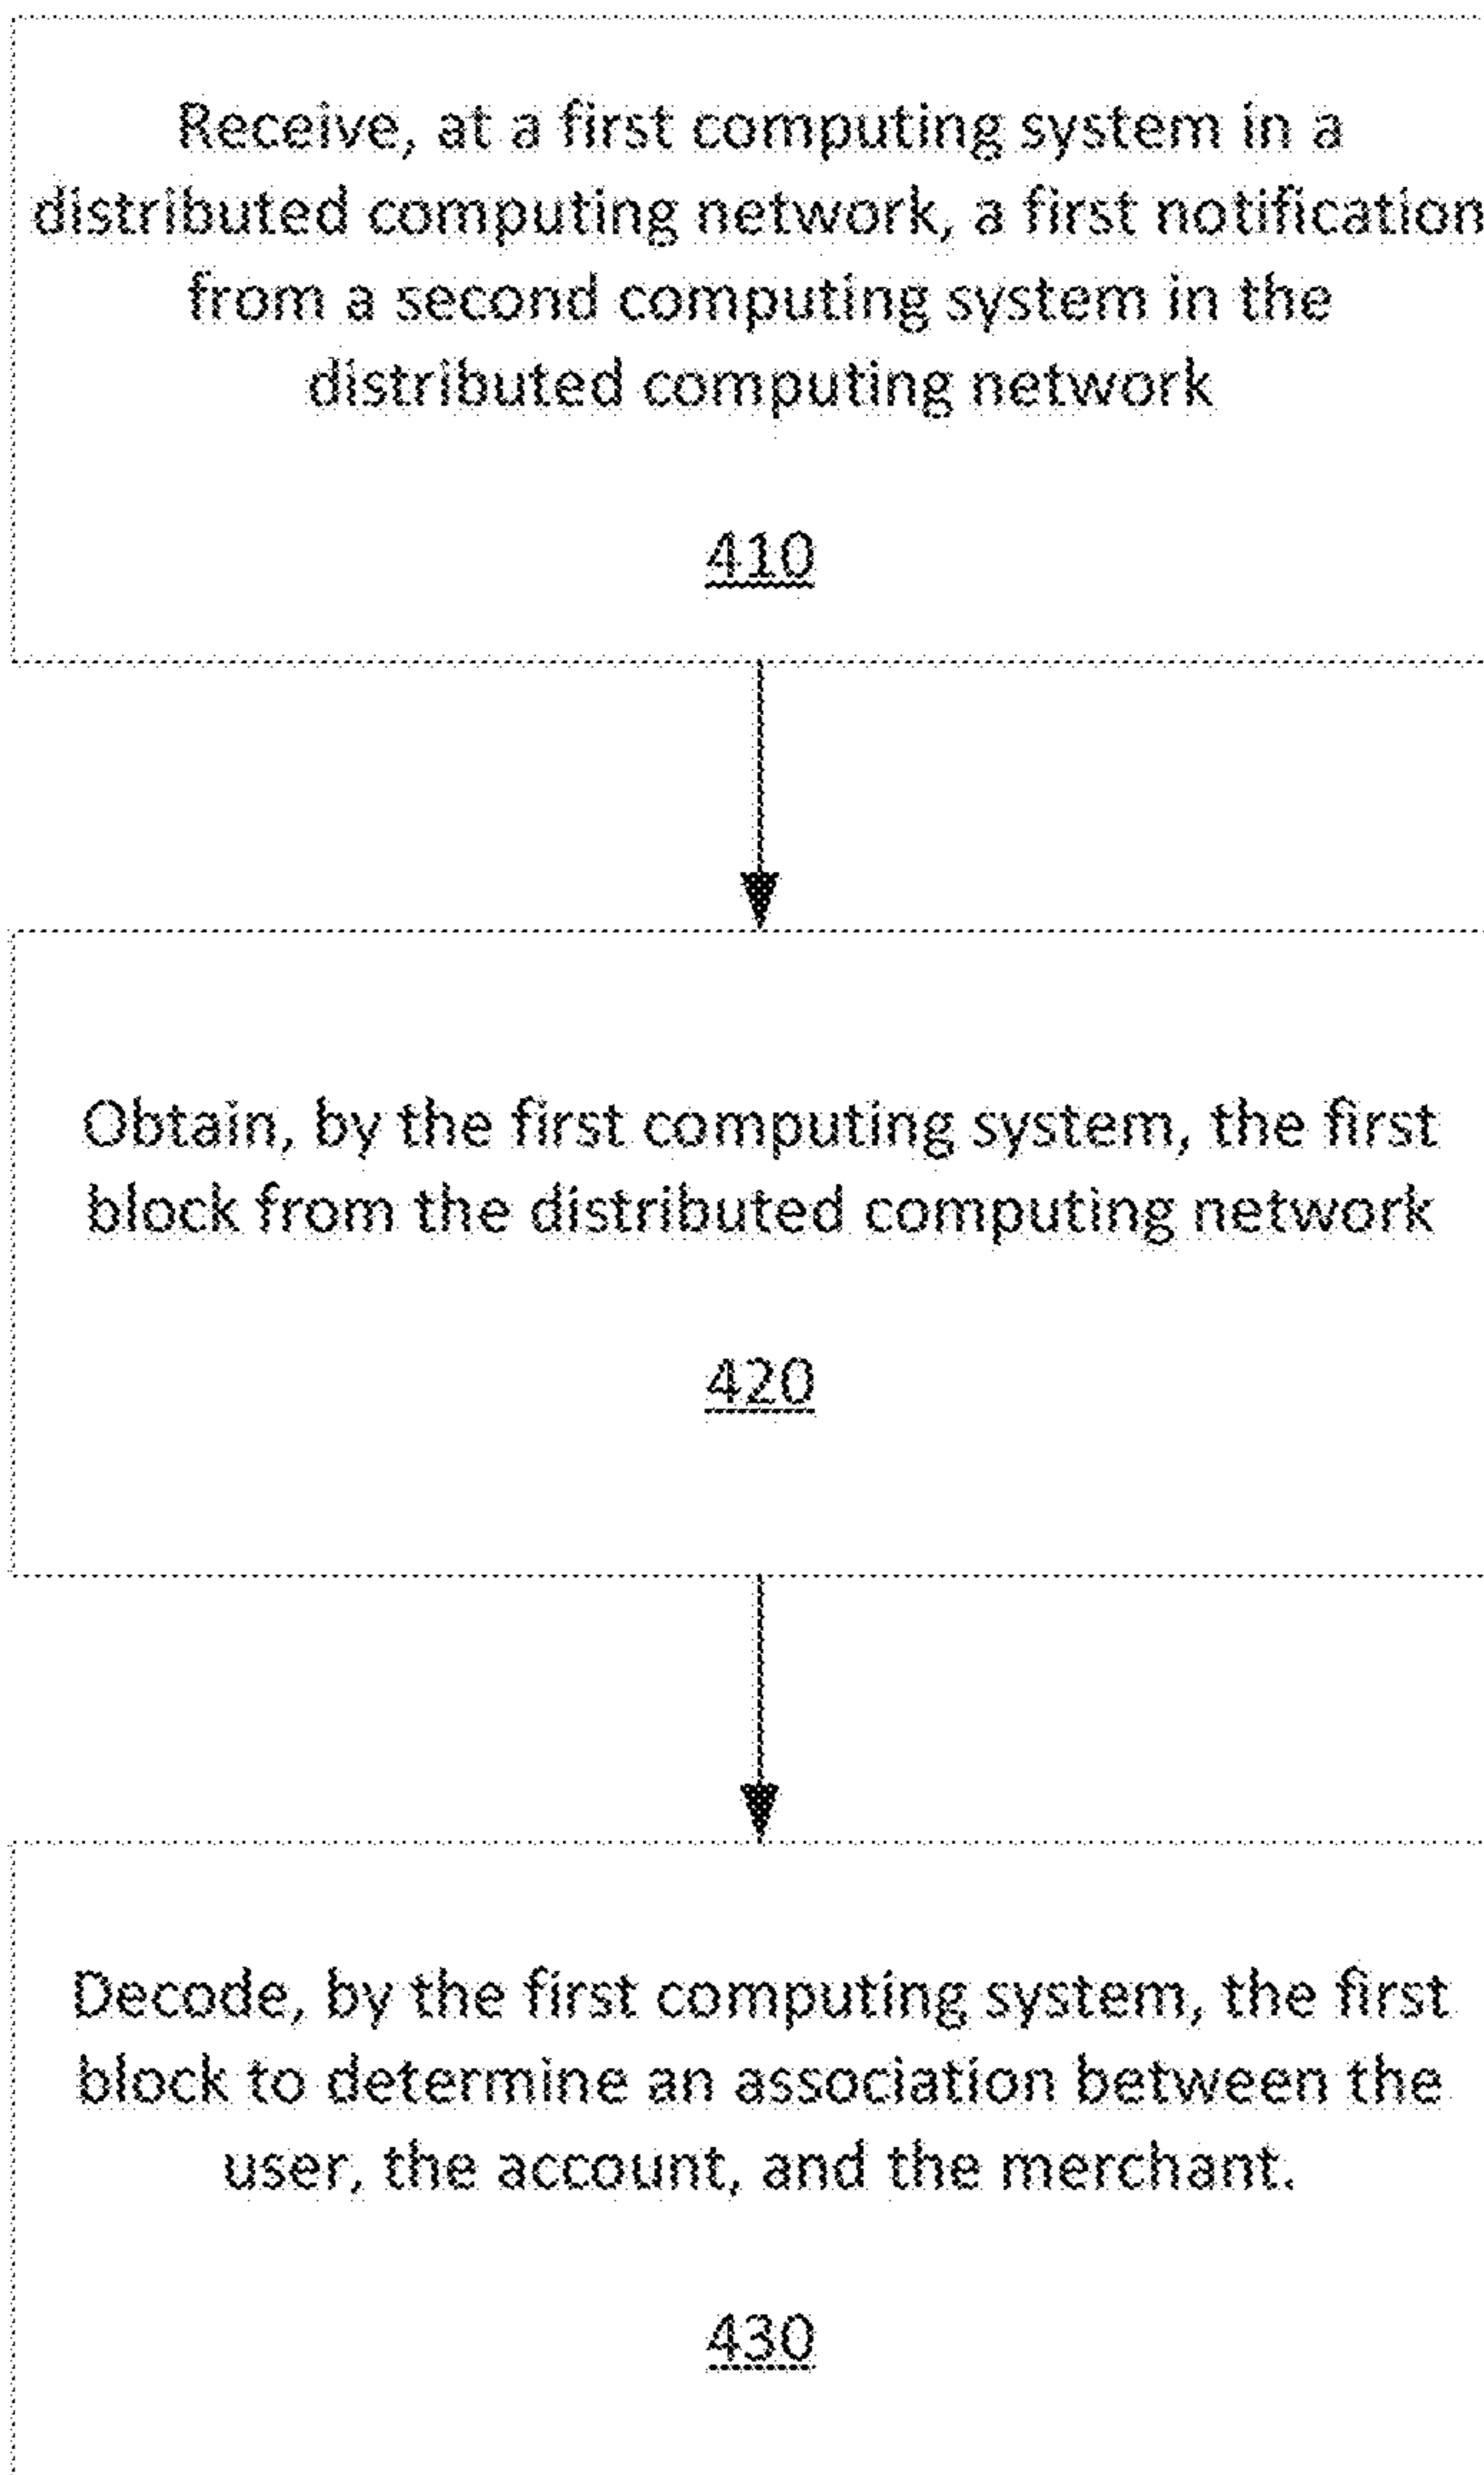 Receive, at a first computing system in a
distributed computing network, a first notification
from a second computing system in the
distributed computing network
410
Obtain, by the first computing system, the first
block from the distributed computing network
420
Decode, by the first computing system, the first
block to determine an association between the
user, the account, and the merchant.
430